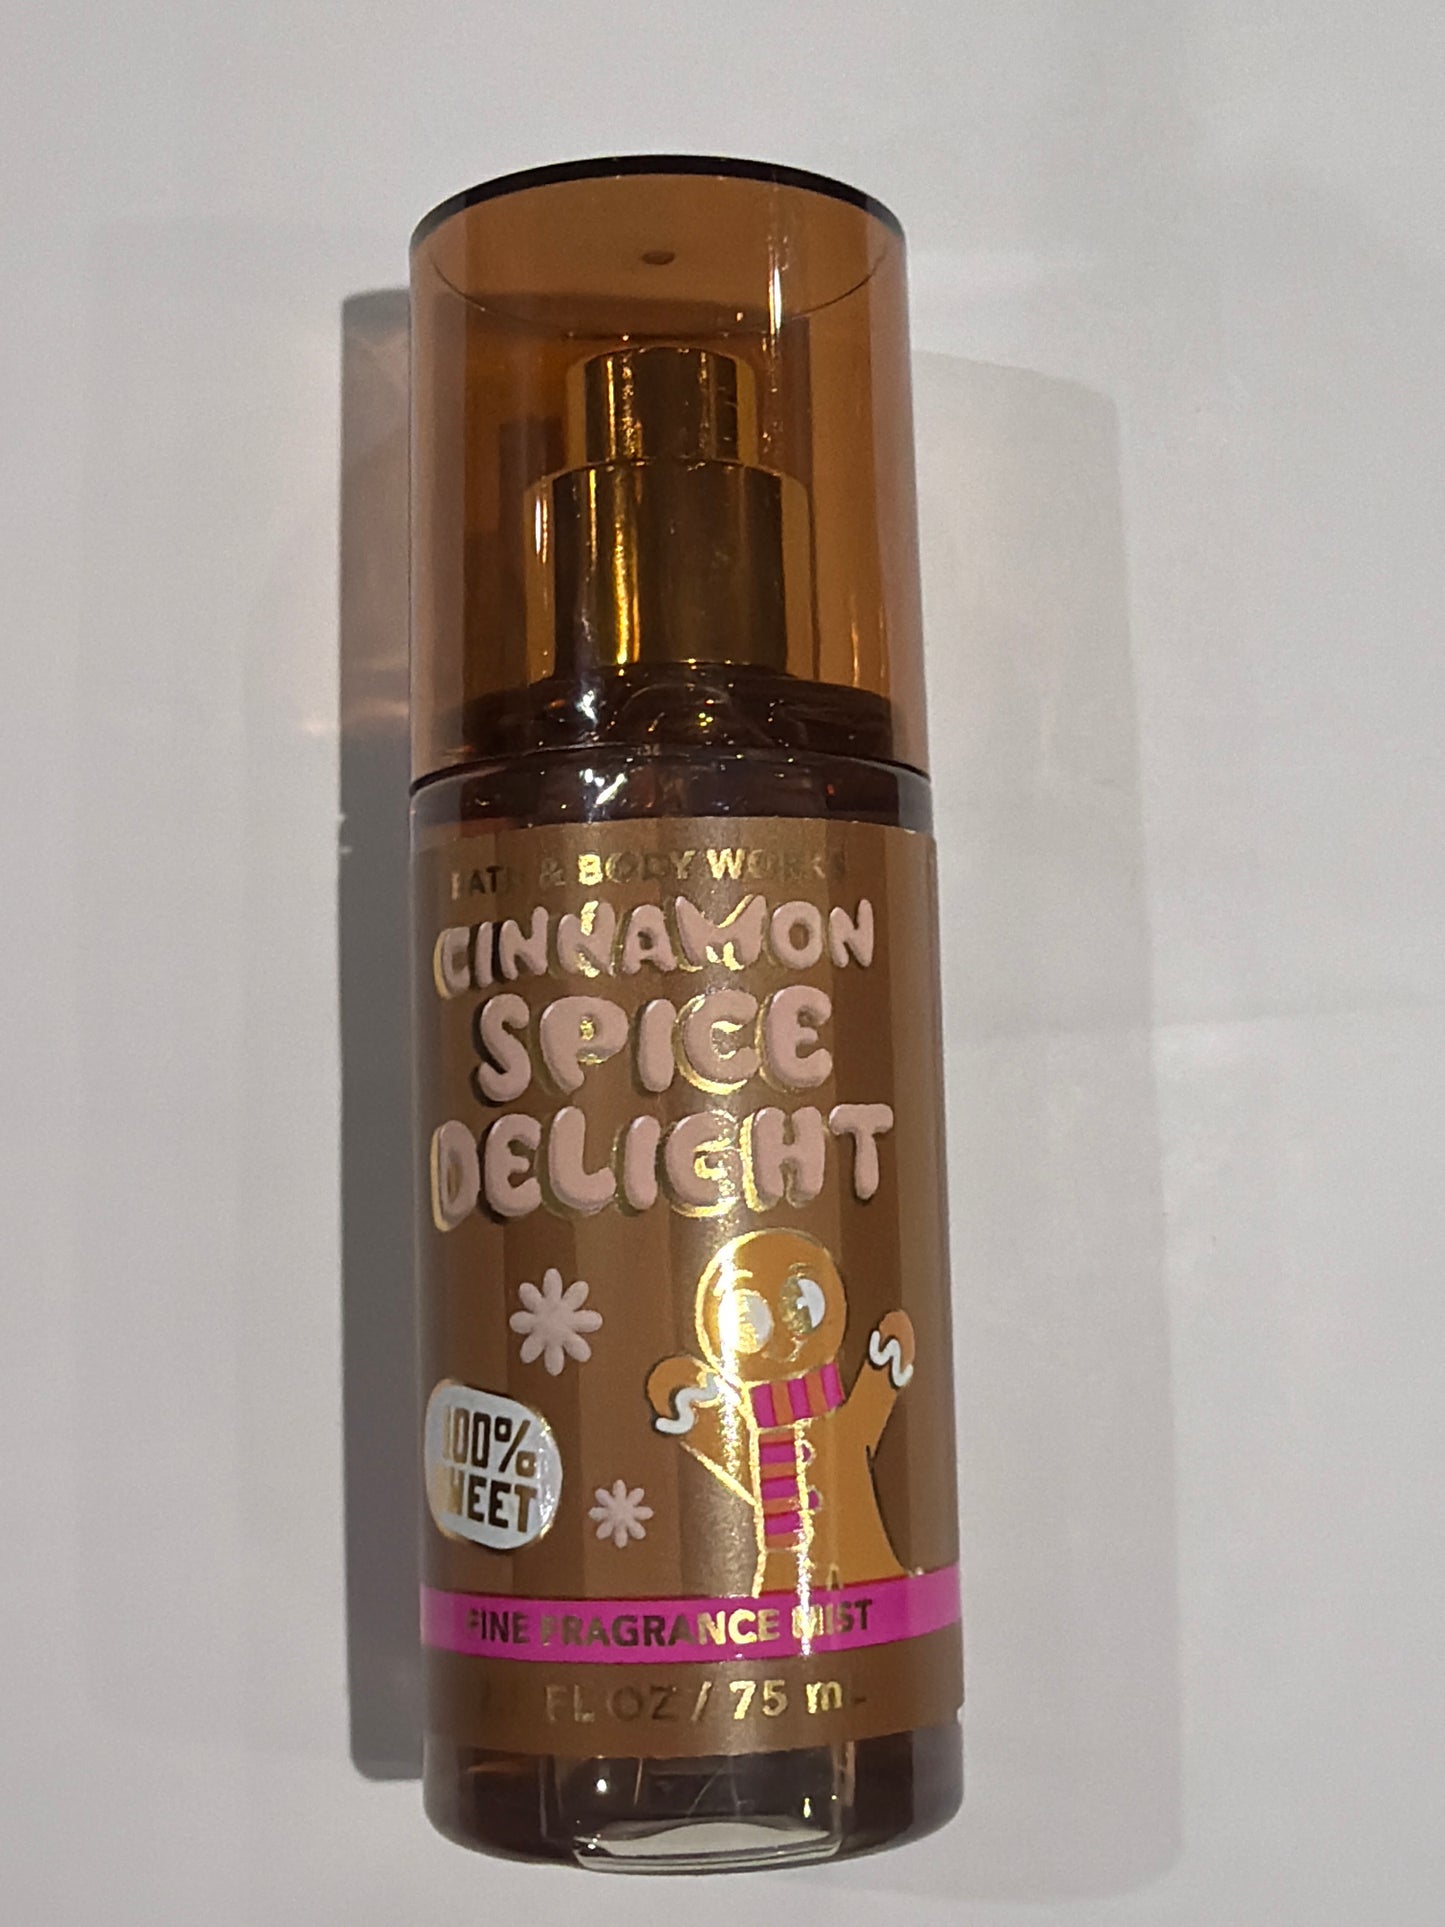 BATH & BODY WORKS
CINNAMON
SPICE
DELIGHT
100%
SWEET
FINE FRAGRANCE MIST
FL OZ / 75 mL